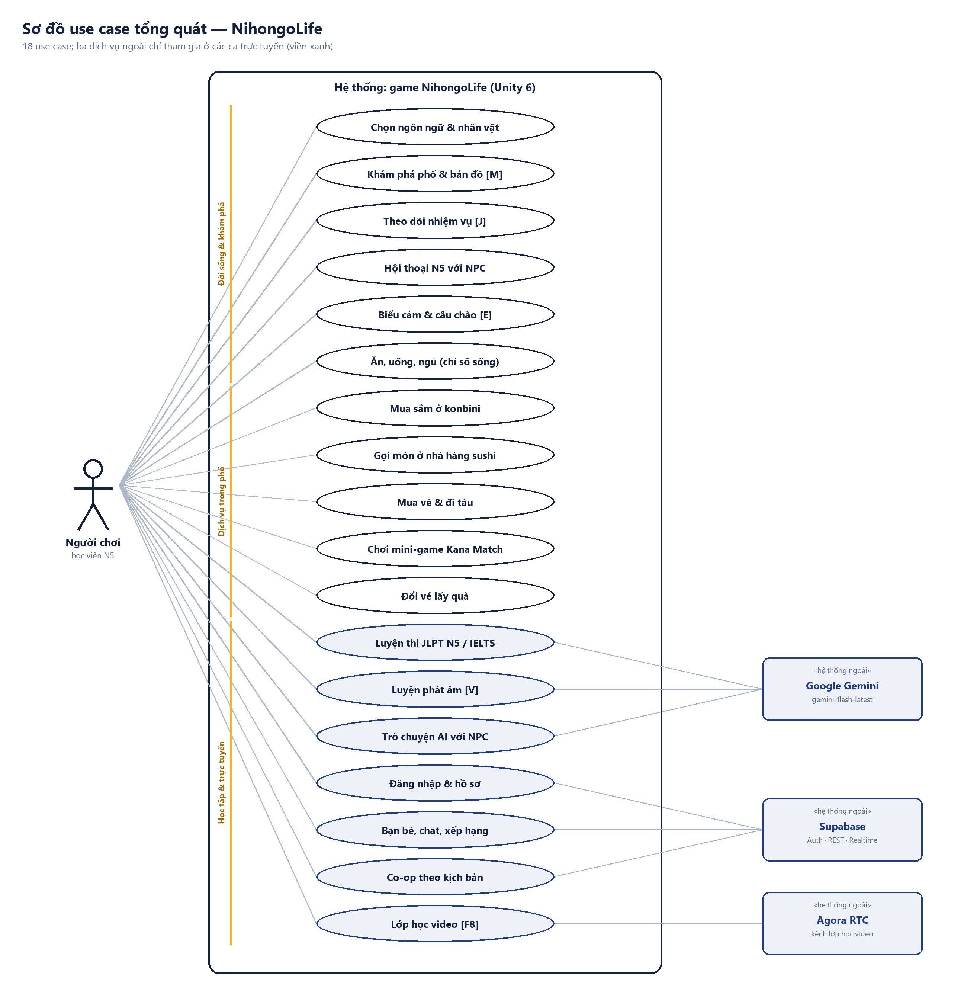 Sơ đồ use case tổng quát — NihongoLife
18 use case; ba dịch vụ ngoài chỉ tham gia ở các ca trực tuyến (viền xanh)
Hệ thống: game NihongoLife (Unity 6)
Đời sống & khám phá
Chọn ngôn ngữ & nhân vật
Khám phá phố & bản đồ [M]
Theo dõi nhiệm vụ [J]
Hội thoại N5 với NPC
Biểu cảm & câu chào [E]
Ăn, uống, ngủ (chỉ số sống)
Dịch vụ trong phố
Mua sắm ở konbini
Gọi món ở nhà hàng sushi
Mua vé & đi tàu
Chơi mini-game Kana Match
Đổi vé lấy quà
Người chơi
học viên N5
Học tập & trực tuyến
Luyện thi JLPT N5 / IELTS
Luyện phát âm [V]
Trò chuyện AI với NPC
Đăng nhập & hồ sơ
Bạn bè, chat, xếp hạng
Co-op theo kịch bản
Lớp học video [F8]
«hệ thống ngoài»
Google Gemini
gemini-flash-latest
«hệ thống ngoài»
Supabase
Auth · REST · Realtime
«hệ thống ngoài»
Agora RTC
kênh lớp học video